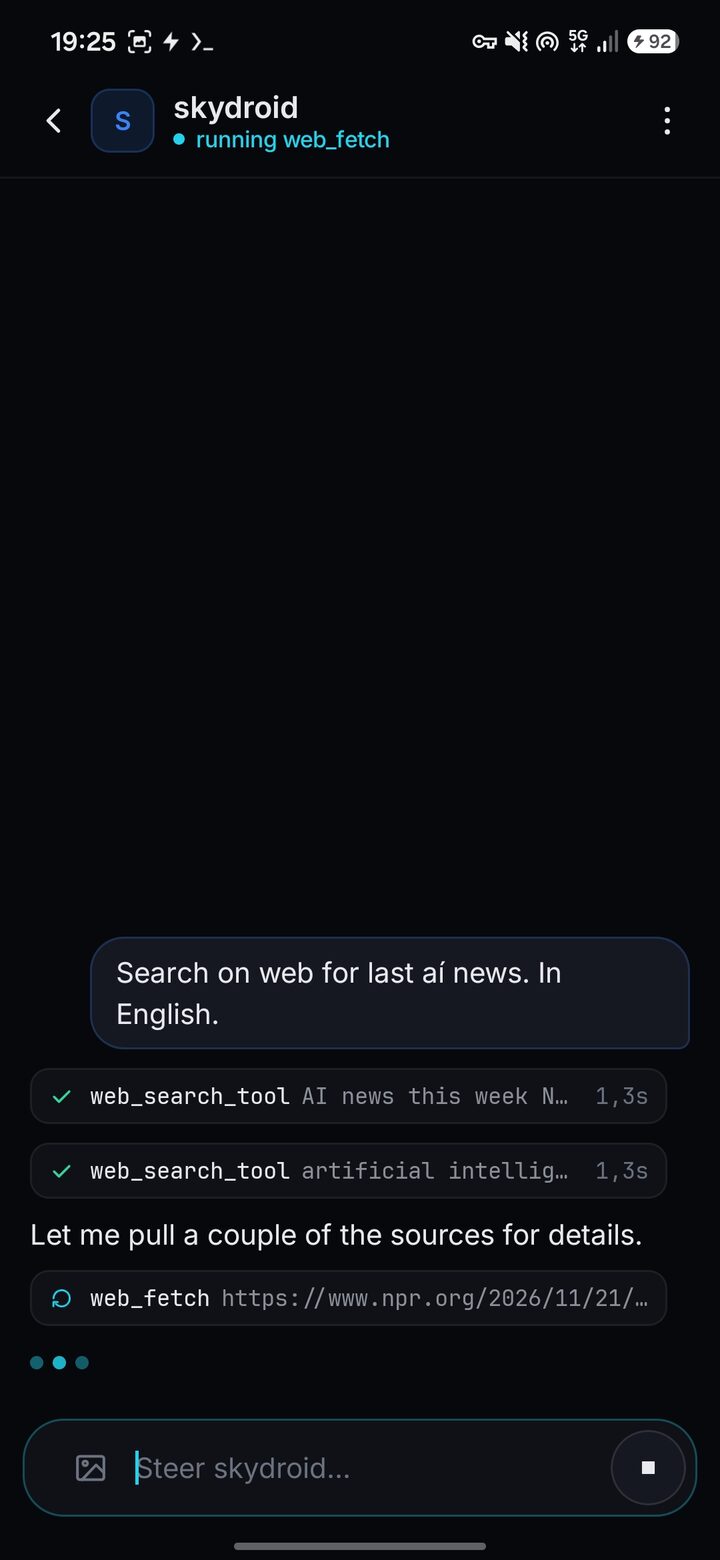 19:25
5G
92
S
skydroid
running web_fetch
Search on web for last aí news. In
English.
web_search_tool AI news this week N… 1,3s
web_search_tool artificial intellig… 1,3s
Let me pull a couple of the sources for details.
web_fetch https://www.npr.org/2026/11/21/…
Steer skydroid...